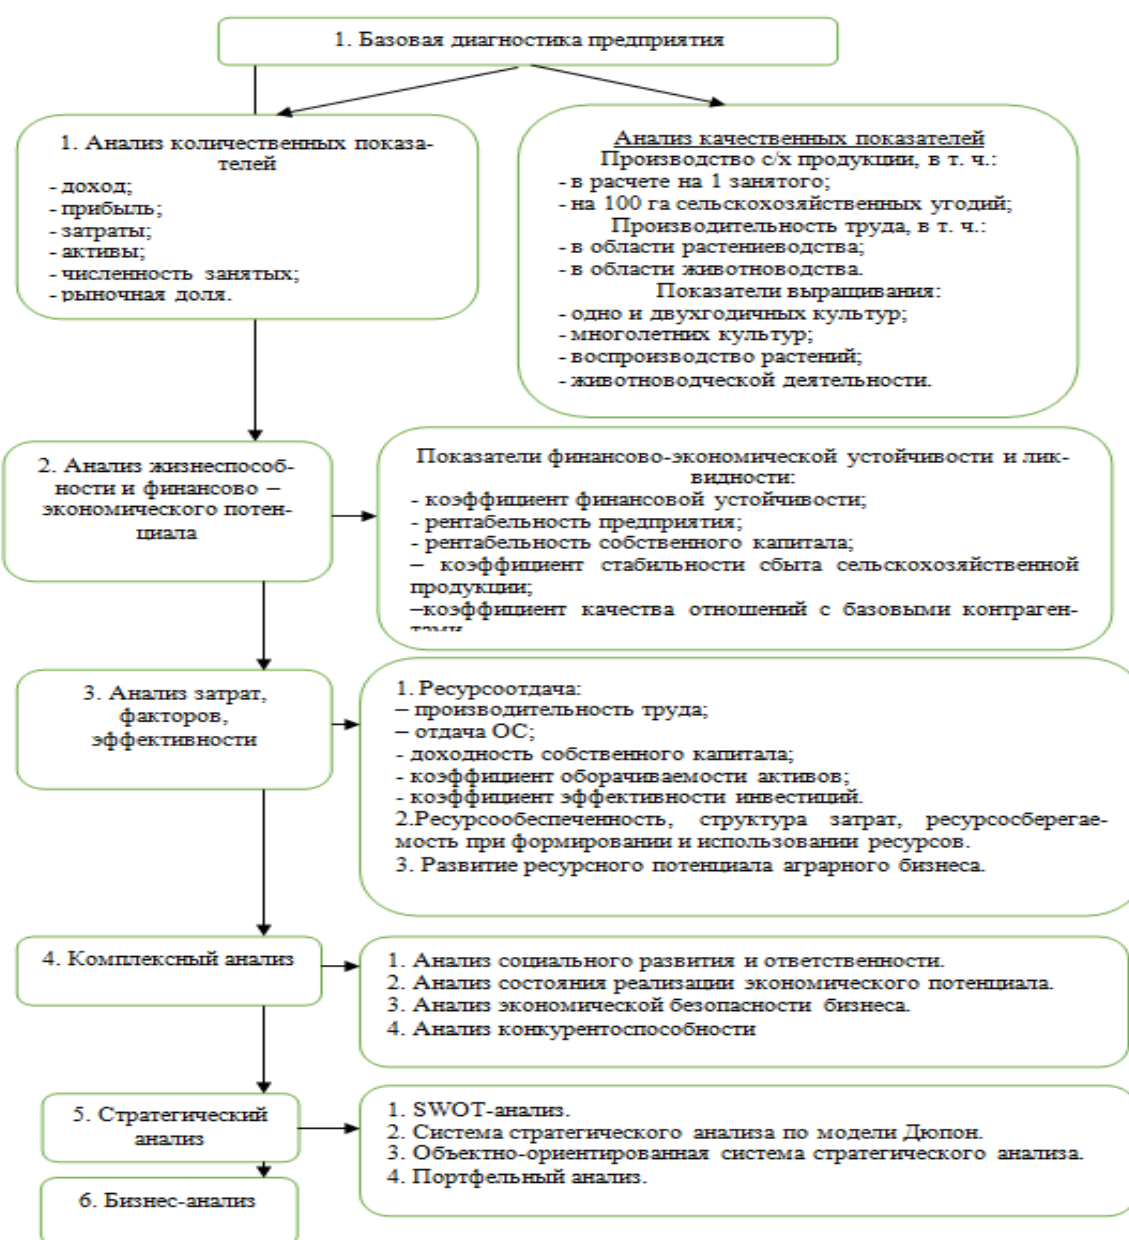 1. Базовая диагностика предприятия
1. Анализ количественных показа-
телей
- доход;
- прибыль;
- затраты;
- активы;
- численность занятых;
- рыночная доля.
Анализ качественных показателей
Производство с/х продукции, в т. ч.:
- в расчете на 1 занятого;
- на 100 га сельскохозяйственных угодий;
Производительность труда, в т. ч.:
- в области растениеводства;
- в области животноводства.
Показатели выращивания:
- одно и двухгодичных культур;
- многолетних культур;
- воспроизводство растений;
- животноводческой деятельности.
2. Анализ жизнеспособ-
ности и финансово –
экономического потен-
циала
Показатели финансово-экономической устойчивости и лик-
видности:
- коэффициент финансовой устойчивости;
- рентабельность предприятия;
- рентабельность собственного капитала;
– коэффициент стабильности сбыта сельскохозяйственной
продукции;
–коэффициент качества отношений с базовыми контраген-
тами
3. Анализ затрат,
факторов,
эффективности
1. Ресурсоотдача:
– производительность труда;
– отдача ОС;
- доходность собственного капитала;
- коэффициент оборачиваемости активов;
- коэффициент эффективности инвестиций.
2.Ресурсообеспеченность, структура затрат, ресурсосберегае-
мость при формировании и использовании ресурсов.
3. Развитие ресурсного потенциала аграрного бизнеса.
4. Комплексный анализ
1. Анализ социального развития и ответственности.
2. Анализ состояния реализации экономического потенциала.
3. Анализ экономической безопасности бизнеса.
4. Анализ конкурентоспособности
5. Стратегический
анализ
1. SWOT-анализ.
2. Система стратегического анализа по модели Дюпон.
3. Объектно-ориентированная система стратегического анализа.
4. Портфельный анализ.
6. Бизнес-анализ